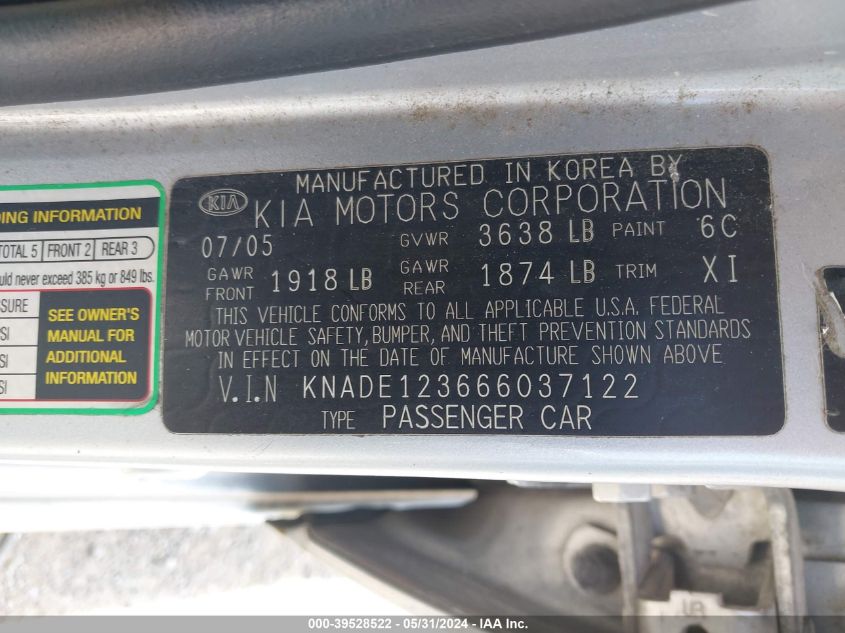 MANUFACTURED IN KOREA BY
KIA KIA MOTORS CORPORATION
07/05 GVWR 3638 LB PAINT 6C
GAWR FRONT 1918 LB GAWR REAR 1874 LB TRIM XI
THIS VEHICLE CONFORMS TO ALL APPLICABLE U.S.A. FEDERAL
MOTOR VEHICLE SAFETY, BUMPER, AND THEFT PREVENTION STANDARDS
IN EFFECT ON THE DATE OF MANUFACTURE SHOWN ABOVE
V.I.N KNADE123666037122
TYPE PASSENGER CAR
INFORMATION
TOTAL 5 FRONT 2 REAR 3
never exceed 385 kg or 849 lbs.
SEE OWNER'S
MANUAL FOR
ADDITIONAL
INFORMATION
000-39528522 - 05/31/2024 - IAA Inc.